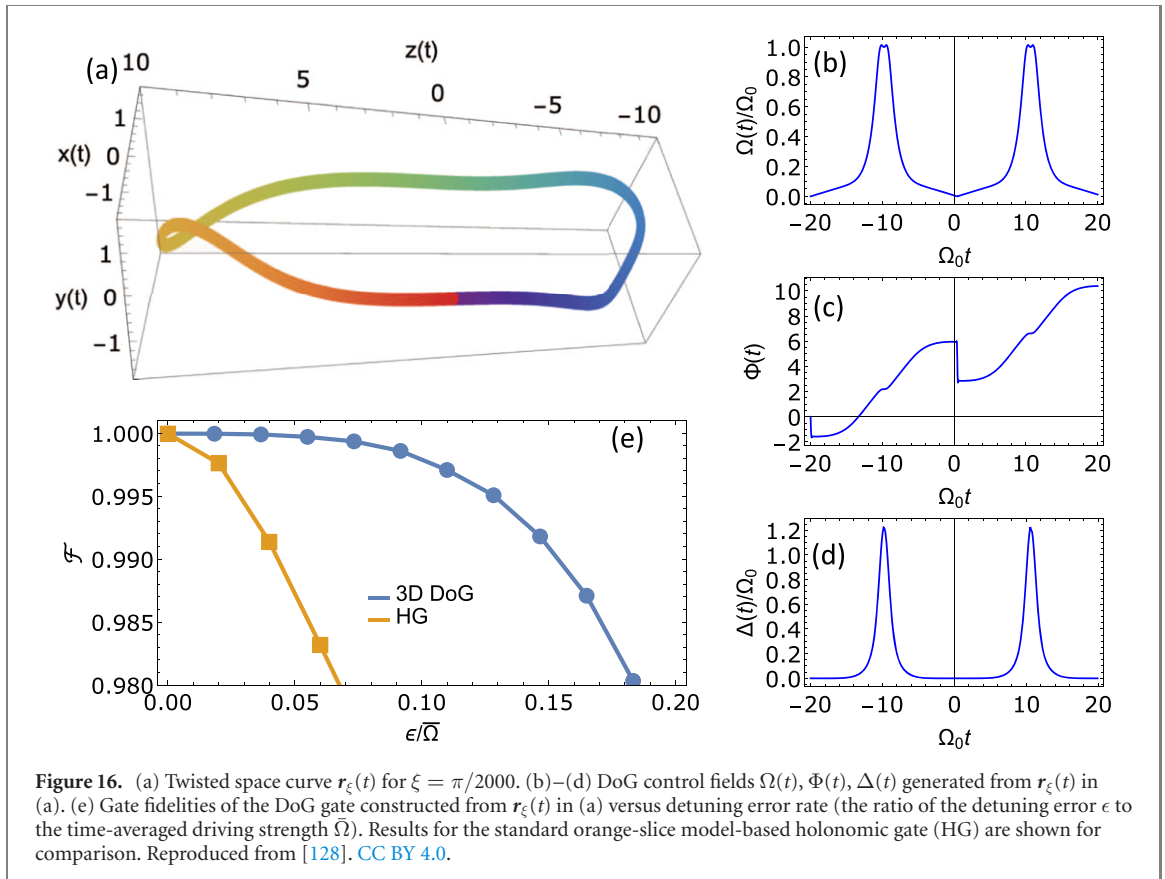 (a)
10
5
0
−5
−10
z(t)
1
x(t) 0
−1
1
y(t) 0
−1
(b)
Ω(t)/Ω₀
1.0
0.8
0.6
0.4
0.2
0.0
−20 −10 0 10 20
Ω₀t
(c)
Φ(t)
10
8
6
4
2
0
−2
−20 −10 0 10 20
Ω₀t
(d)
Δ(t)/Ω₀
1.2
1.0
0.8
0.6
0.4
0.2
0.0
−20 −10 0 10 20
Ω₀t
(e)
ℱ
1.000
0.995
0.990
0.985
0.980
3D DoG
HG
0.00 0.05 0.10 0.15 0.20
ϵ/Ω̅
Figure 16. (a) Twisted space curve r_ξ(t) for ξ = π/2000. (b)–(d) DoG control fields Ω(t), Φ(t), Δ(t) generated from r_ξ(t) in
(a). (e) Gate fidelities of the DoG gate constructed from r_ξ(t) in (a) versus detuning error rate (the ratio of the detuning error ϵ to
the time-averaged driving strength Ω̅). Results for the standard orange-slice model-based holonomic gate (HG) are shown for
comparison. Reproduced from [128]. CC BY 4.0.